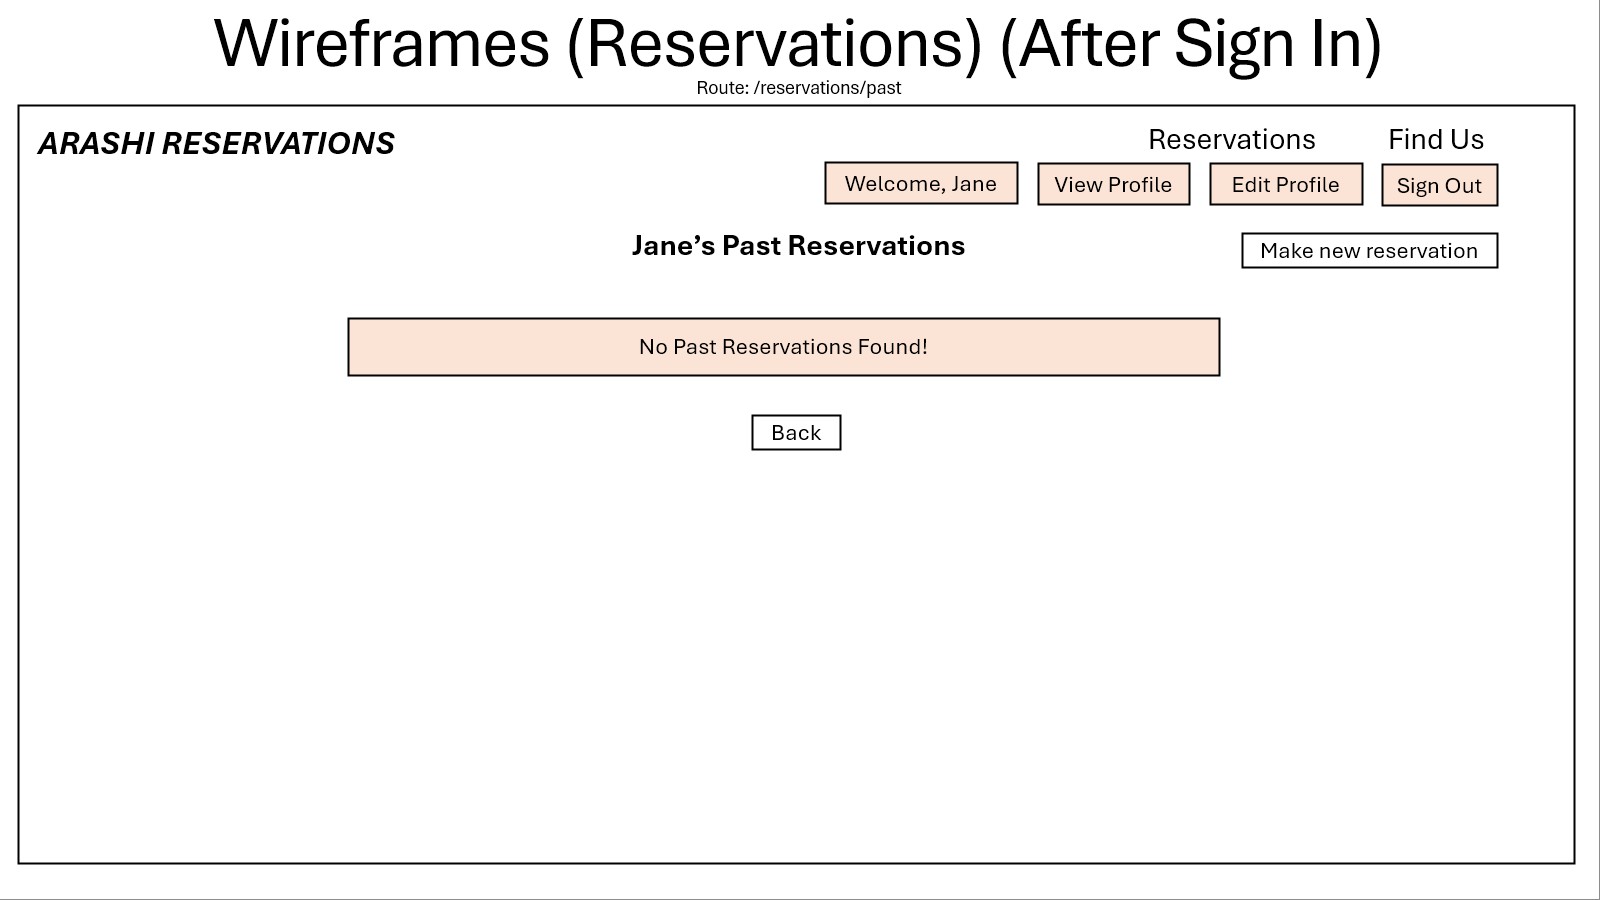 Wireframes (Reservations) (After Sign In)
Route: /reservations/past
ARASHI RESERVATIONS
Reservations
Find Us
Welcome, Jane
View Profile
Edit Profile
Sign Out
Jane’s Past Reservations
Make new reservation
No Past Reservations Found!
Back